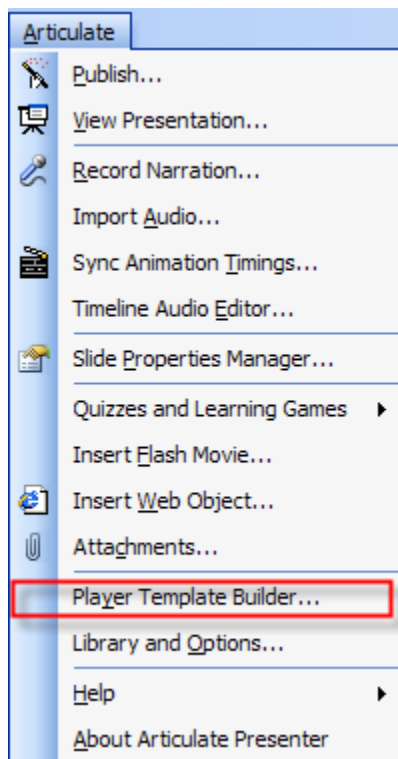 Articulate
Publish...
View Presentation...
Record Narration...
Import Audio...
Sync Animation Timings...
Timeline Audio Editor...
Slide Properties Manager...
Quizzes and Learning Games
Insert Flash Movie...
Insert Web Object...
Attachments...
Player Template Builder...
Library and Options...
Help
About Articulate Presenter